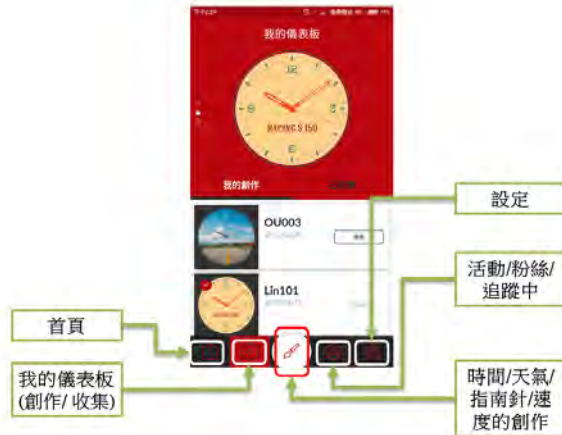 我的儀表板
我的創作
OU003
Lin101
設定
活動/粉絲/
追蹤中
首頁
我的儀表板
(創作/ 收集)
時間/天氣/
指南針/速
度的創作